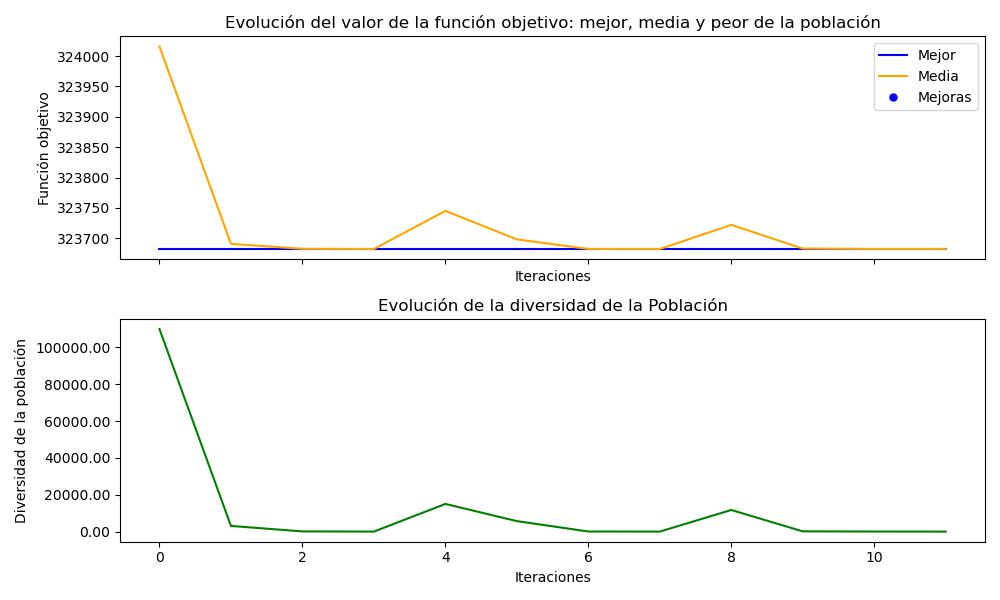 Evolución del valor de la función objetivo: mejor, media y peor de la población
Función objetivo
324000
323950
323900
323850
323800
323750
323700
Mejor
Media
Mejoras
Iteraciones
Evolución de la diversidad de la Población
Diversidad de la población
100000.00
80000.00
60000.00
40000.00
20000.00
0.00
0 2 4 6 8 10
Iteraciones